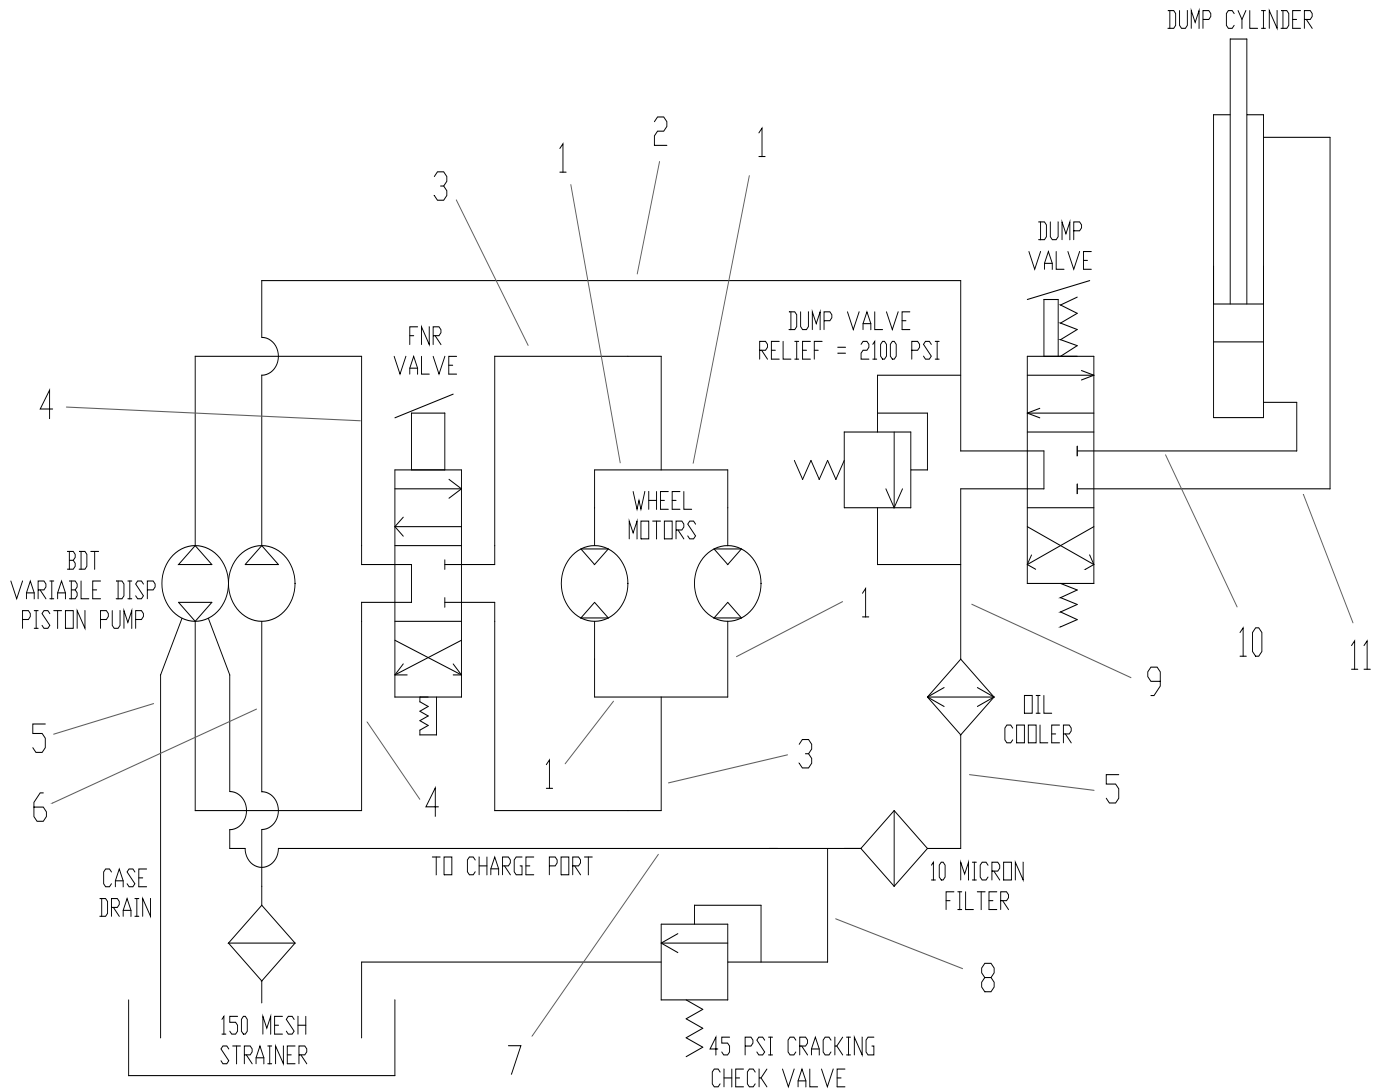 DUMP CYLINDER
2
1
1
3
DUMP
VALVE
DUMP VALVE
RELIEF = 2100 PSI
FNR
VALVE
4
WHEEL
MOTORS
BDT
VARIABLE DISP
PISTON PUMP
1
10
11
9
5
OIL
COOLER
3
1
5
6
4
TO CHARGE PORT
10 MICRON
FILTER
CASE
DRAIN
8
150 MESH
STRAINER
7
45 PSI CRACKING
CHECK VALVE